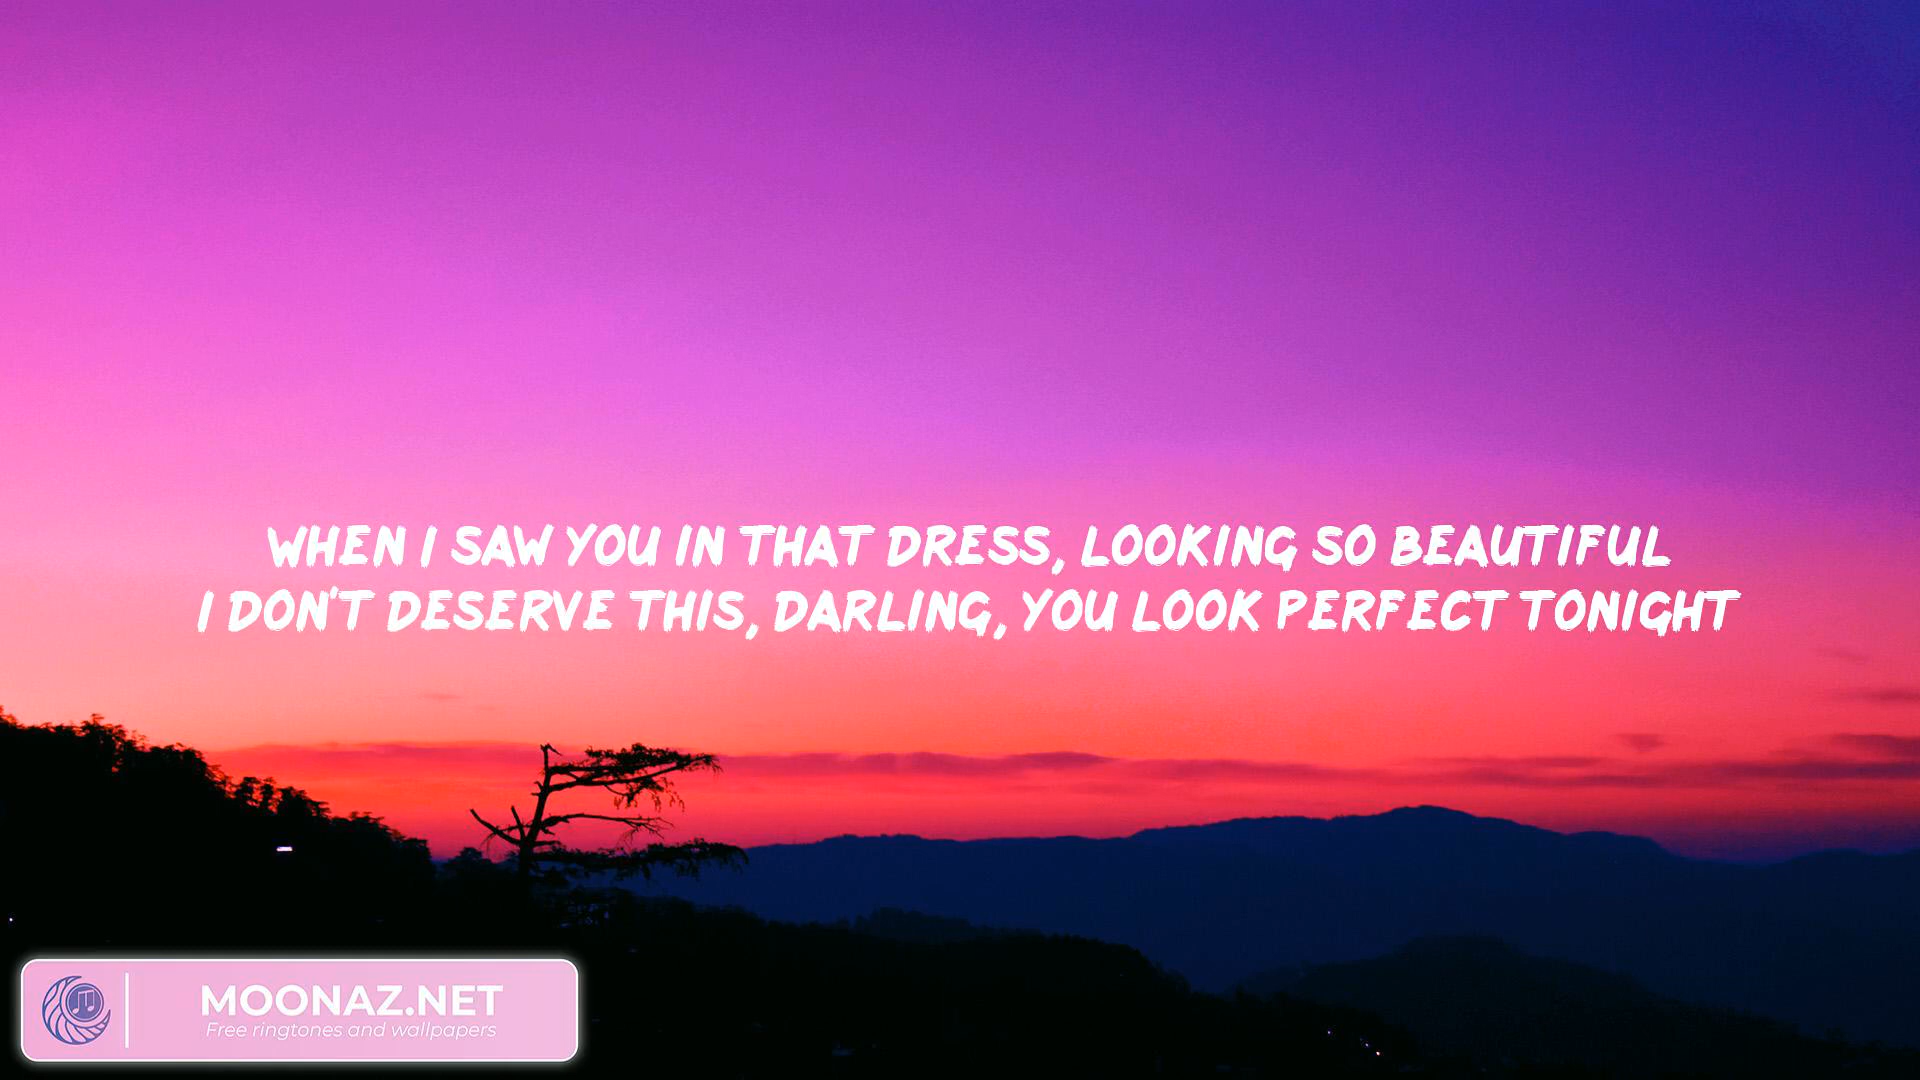 WHEN I SAW YOU IN THAT DRESS, LOOKING SO BEAUTIFUL
I DON'T DESERVE THIS, DARLING, YOU LOOK PERFECT TONIGHT
MOONAZ.NET
Free ringtones and wallpapers